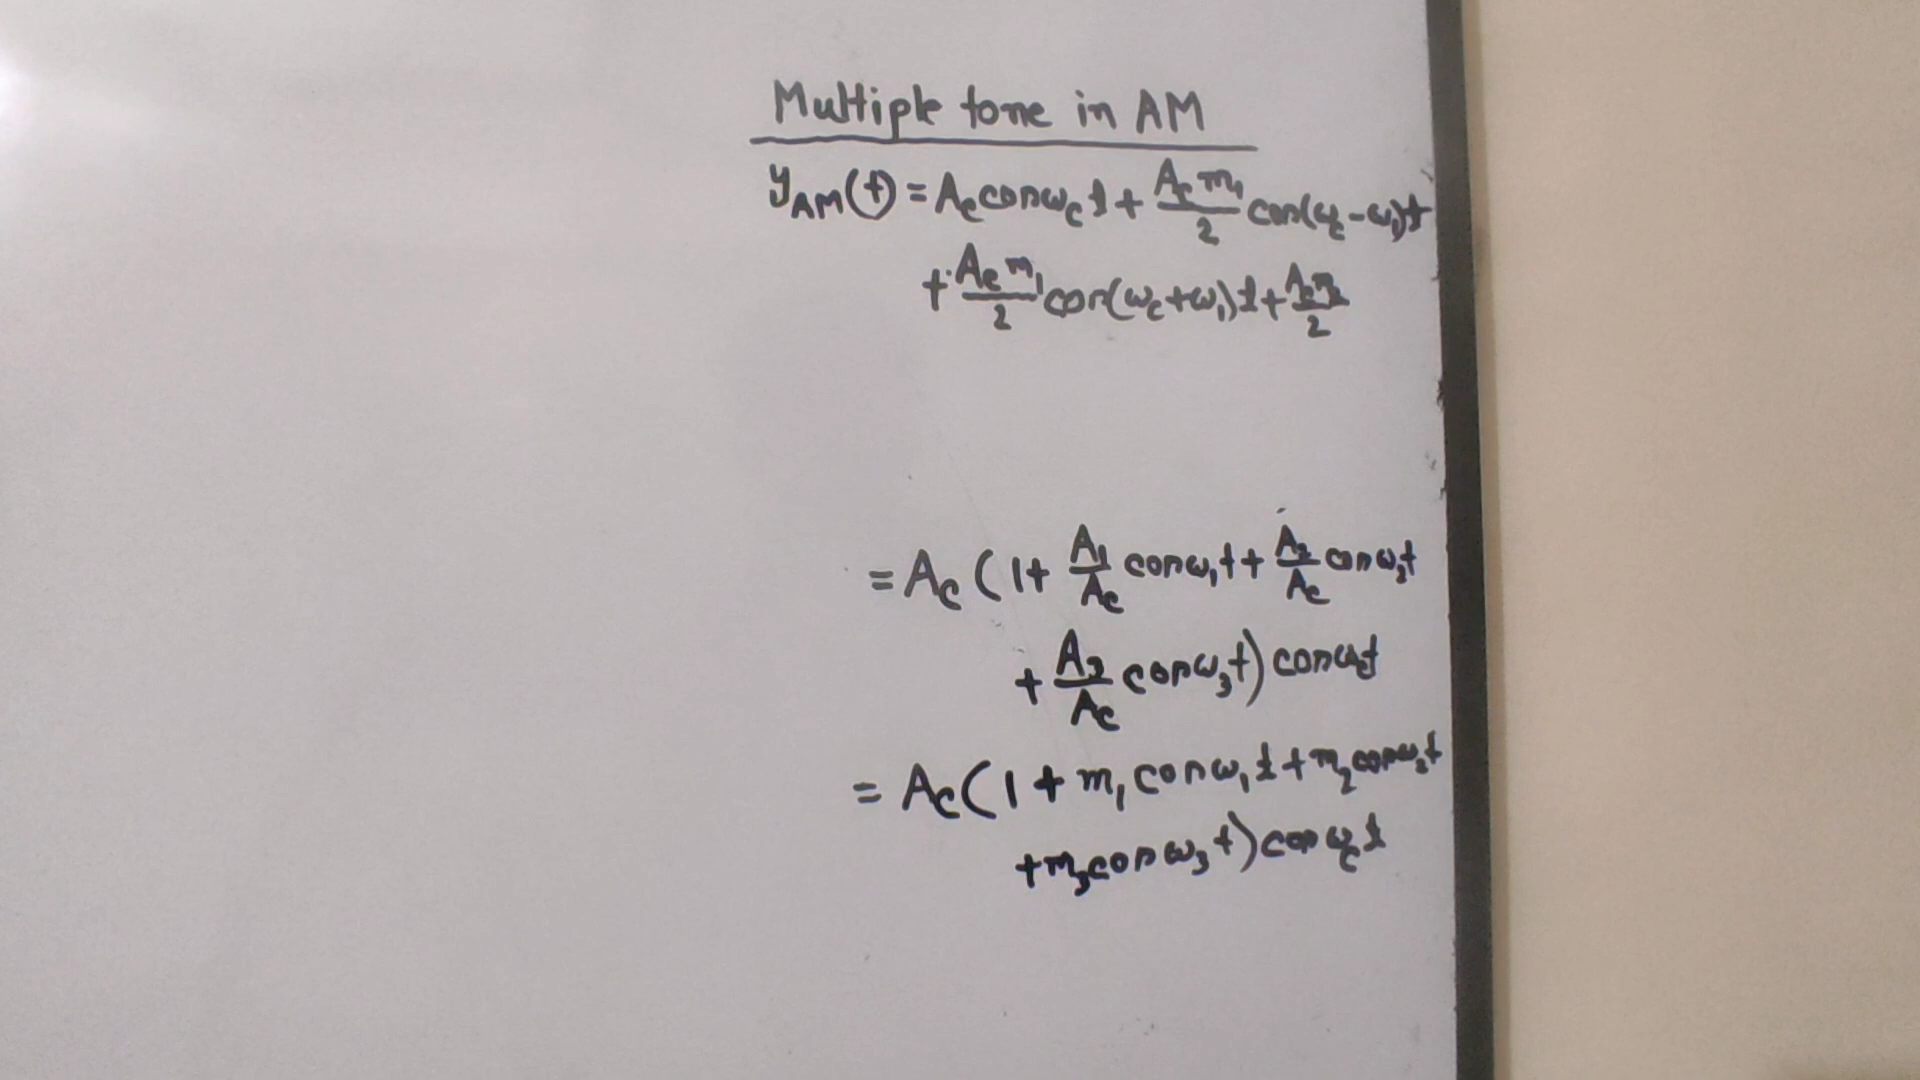 Multiple tone in AM
y_AM(t) = A_c cos ω_c t + A_c m_1/2 cos(ω_c - ω_1)t
+ A_c m_1/2 cos(ω_c + ω_1)t + A_c m_2/2
= A_c (1 + A_1/A_c cos ω_1 t + A_2/A_c cos ω_2 t
+ A_3/A_c cos ω_3 t) cos ω_c t
= A_c (1 + m_1 cos ω_1 t + m_2 cos ω_2 t
+ m_3 cos ω_3 t) cos ω_c t